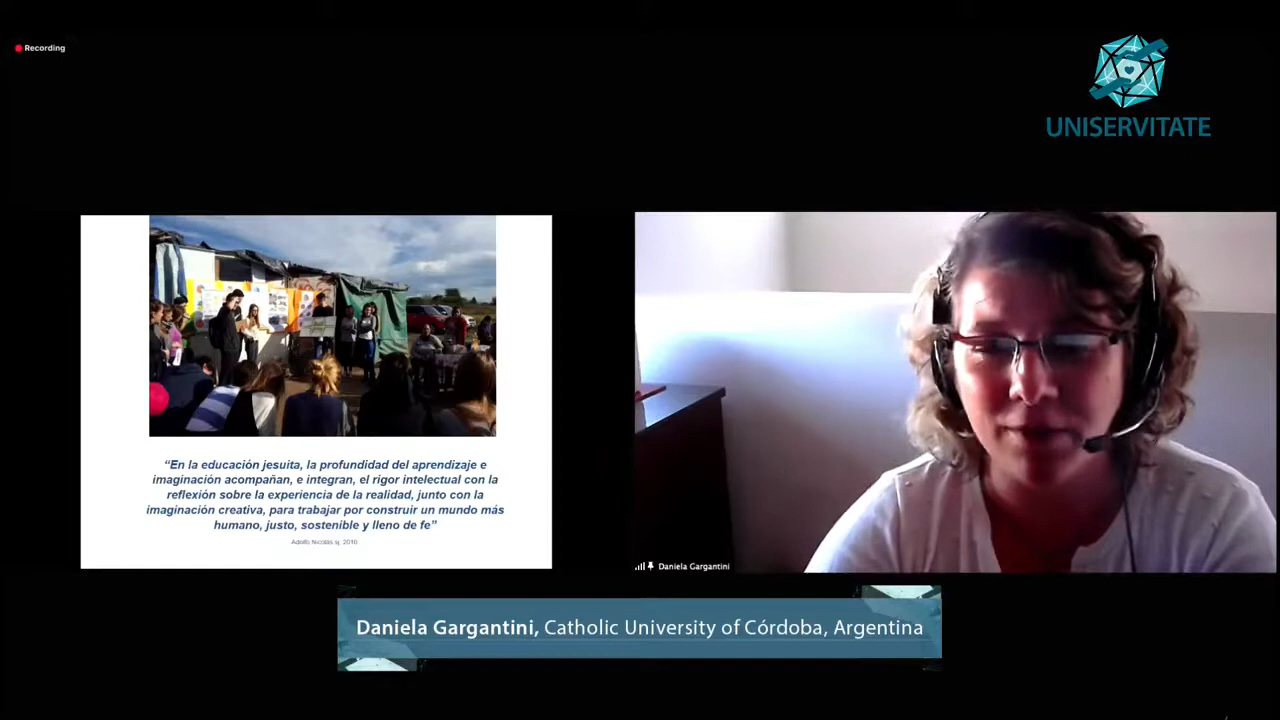 Recording
UNISERVITATE
“En la educación jesuita, la profundidad del aprendizaje e
imaginación acompañan, e integran, el rigor intelectual con la
reflexión sobre la experiencia de la realidad, junto con la
imaginación creativa, para trabajar por construir un mundo más
humano, justo, sostenible y lleno de fe”
Adolfo Nicolás sj, 2010
Daniela Gargantini
Daniela Gargantini, Catholic University of Córdoba, Argentina